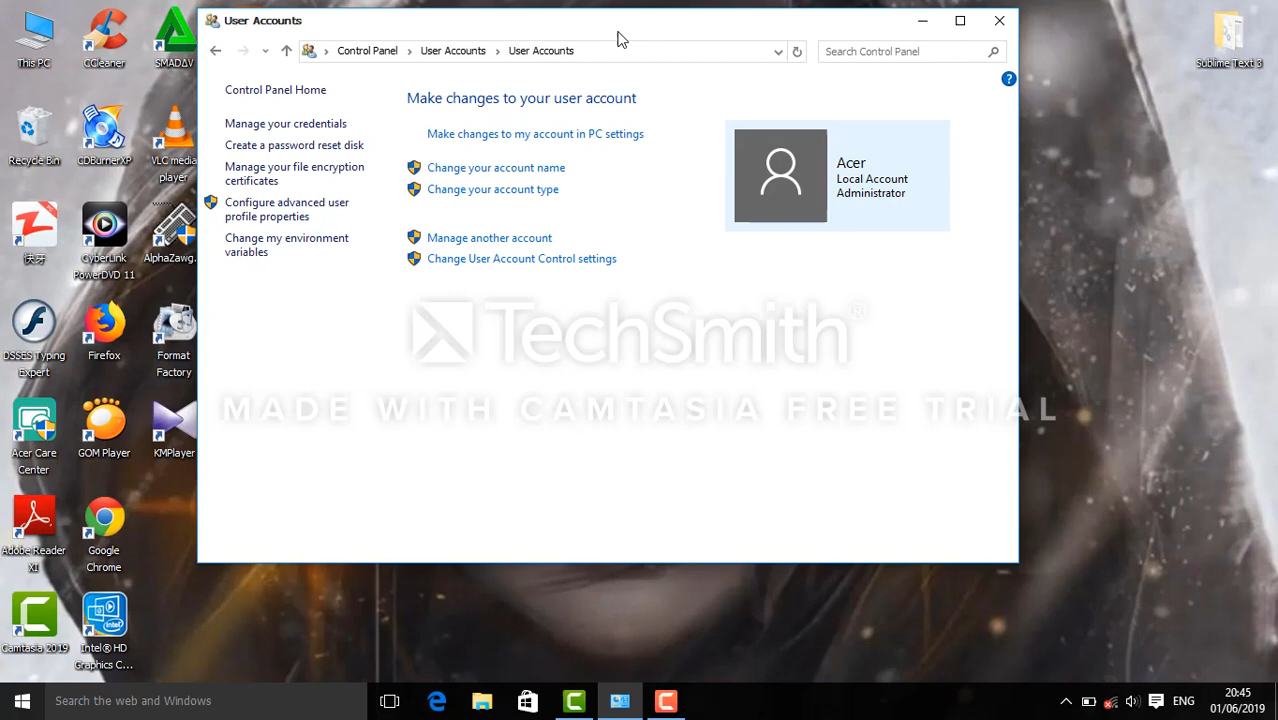 User Accounts
Control Panel
User Accounts
User Accounts
Search Control Panel
Control Panel Home
Manage your credentials
Create a password reset disk
Manage your file encryption
certificates
Configure advanced user
profile properties
Change my environment
variables
Make changes to your user account
Make changes to my account in PC settings
Change your account name
Change your account type
Manage another account
Change User Account Control settings
Acer
Local Account
Administrator
TechSmith®
MADE WITH CAMTASIA FREE TRIAL
This PC
CCleaner
SMADΔV
Sublime Text 3
Recycle Bin
CDBurnerXP
VLC media
player
快牙
CyberLink
PowerDVD 11
AlphaZawg...
DSSES Typing
Expert
Firefox
Format
Factory
Acer Care
Center
GOM Player
KMPlayer
Adobe Reader
XI
Google
Chrome
Camtasia 2019
Intel® HD
Graphics C...
Search the web and Windows
ENG
20:45
01/06/2019